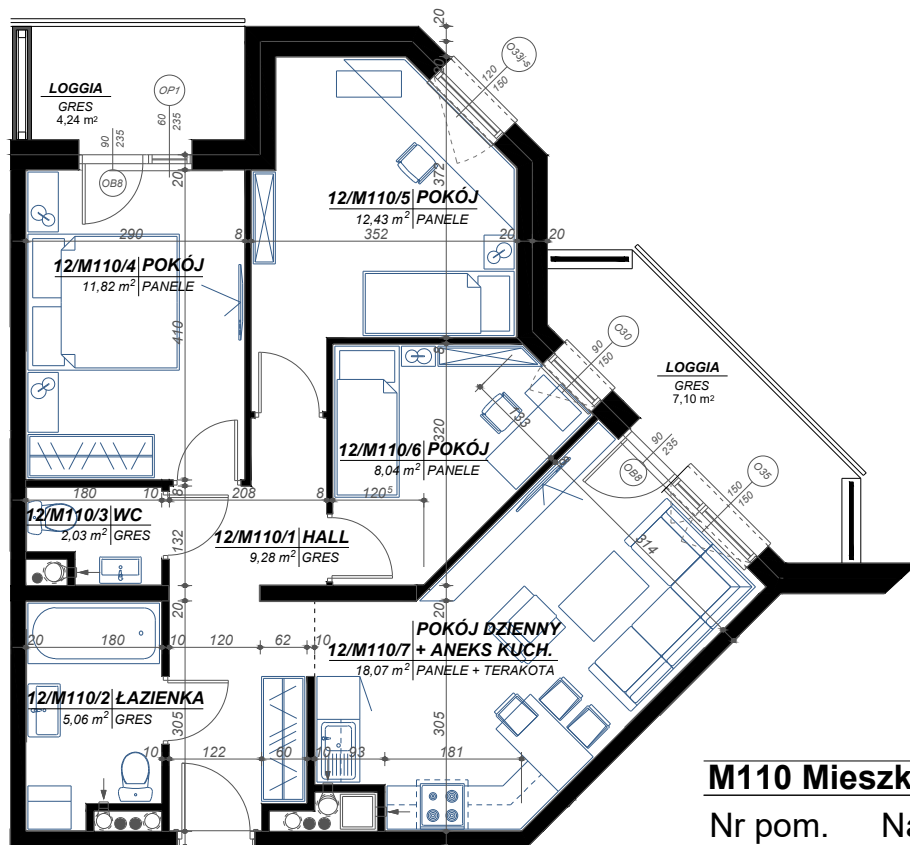 20
O33j-s
120
150
20
LOGGIA
GRES
4,24 m²
OP1
60
235
90
235
OB8
20
372
12/M110/5 POKÓJ
12,43 m² PANELE
290
8
352
20
20
12/M110/4 POKÓJ
11,82 m² PANELE
410
8
O30
90
150
LOGGIA
GRES
7,10 m²
133
320
12/M110/6 POKÓJ
8,04 m² PANELE
90
235
OB8
O35
150
150
180
10
8
208
8
120⁵
12/M110/3 WC
2,03 m² GRES
132
12/M110/1 HALL
9,28 m² GRES
314
20
20
POKÓJ DZIENNY
12/M110/7 + ANEKS KUCH.
18,07 m² PANELE + TERAKOTA
20
180
10
120
62
10
12/M110/2 ŁAZIENKA
5,06 m² GRES
305
305
10
122
60
10
93
181
M110 Mieszk
Nr pom. Na